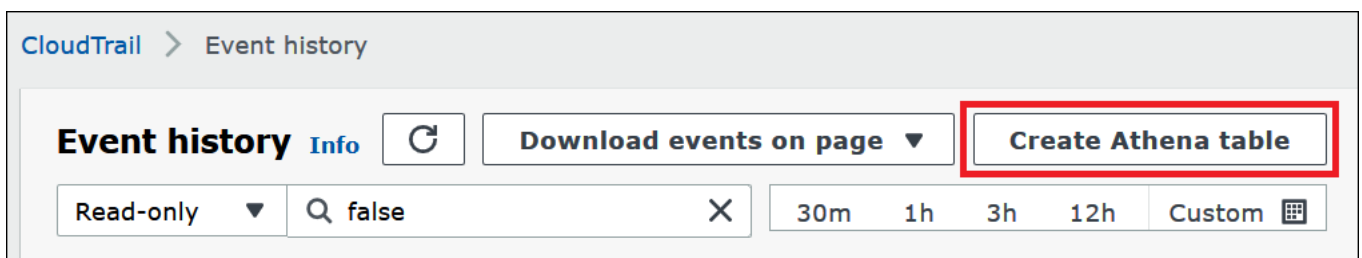 CloudTrail > Event history
Event history Info Download events on page ▼ Create Athena table
Read-only ▼ false 30m 1h 3h 12h Custom